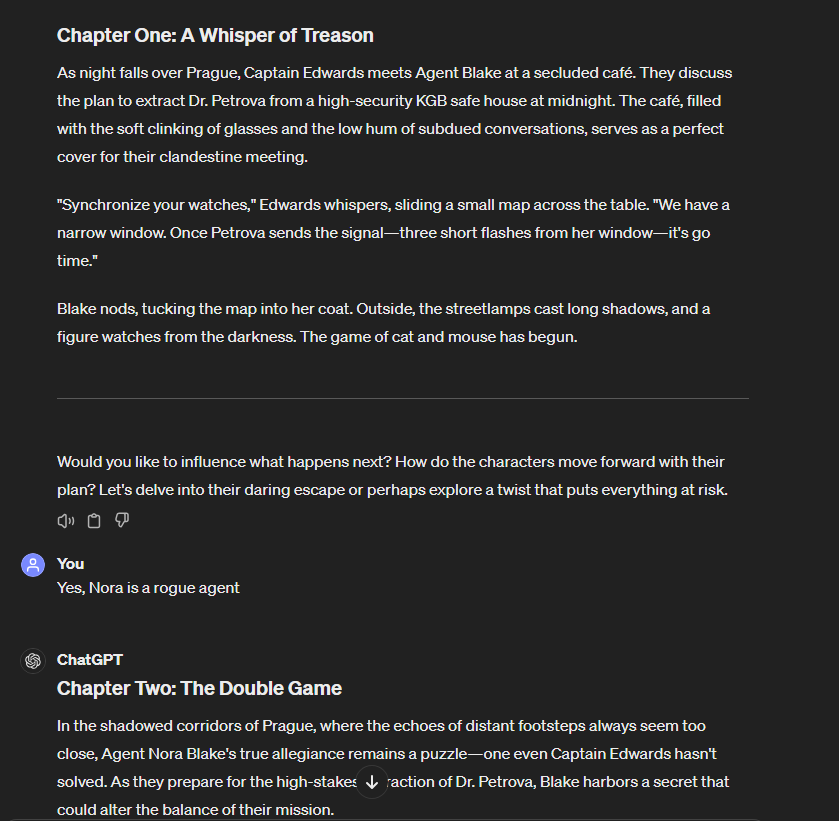 Chapter One: A Whisper of Treason
As night falls over Prague, Captain Edwards meets Agent Blake at a secluded café. They discuss
the plan to extract Dr. Petrova from a high-security KGB safe house at midnight. The café, filled
with the soft clinking of glasses and the low hum of subdued conversations, serves as a perfect
cover for their clandestine meeting.
"Synchronize your watches," Edwards whispers, sliding a small map across the table. "We have a
narrow window. Once Petrova sends the signal—three short flashes from her window—it's go
time."
Blake nods, tucking the map into her coat. Outside, the streetlamps cast long shadows, and a
figure watches from the darkness. The game of cat and mouse has begun.
Would you like to influence what happens next? How do the characters move forward with their
plan? Let's delve into their daring escape or perhaps explore a twist that puts everything at risk.
You
Yes, Nora is a rogue agent
ChatGPT
Chapter Two: The Double Game
In the shadowed corridors of Prague, where the echoes of distant footsteps always seem too
close, Agent Nora Blake's true allegiance remains a puzzle—one even Captain Edwards hasn't
solved. As they prepare for the high-stakes raction of Dr. Petrova, Blake harbors a secret that
could alter the balance of their mission.